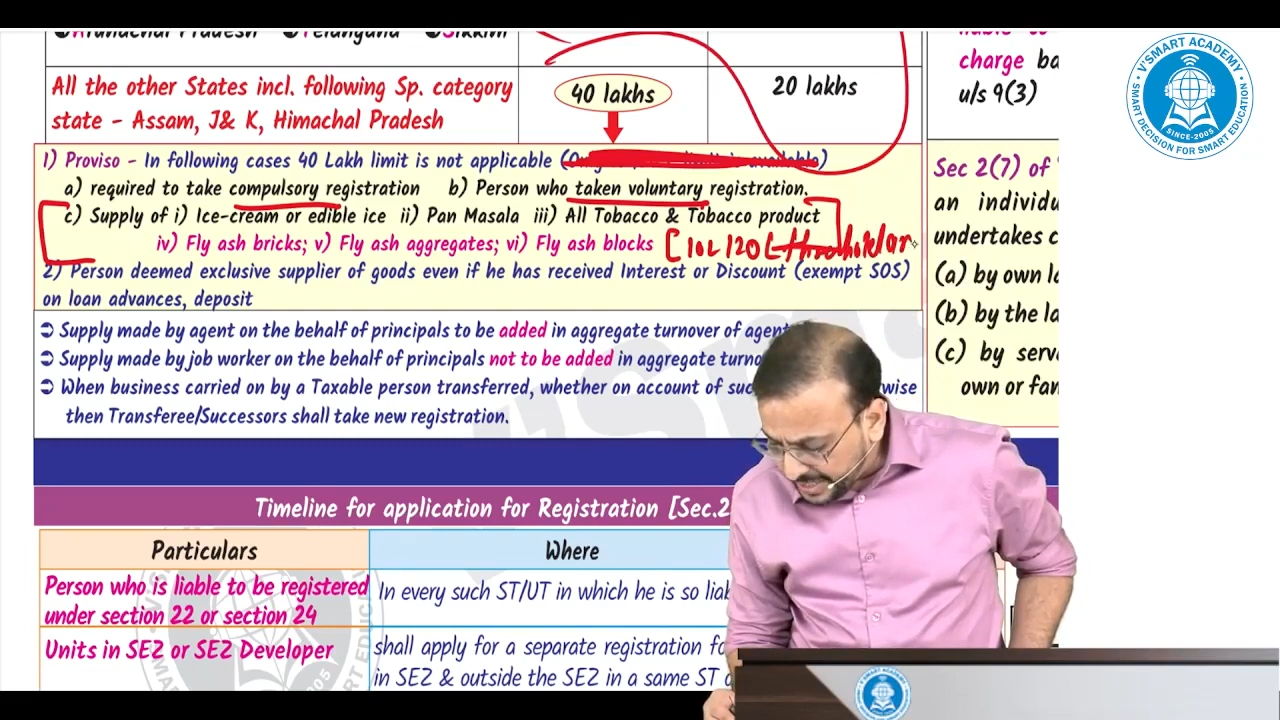 Arunachal Pradesh Telangana Sikkim
All the other States incl. following Sp. category
state - Assam, J& K, Himachal Pradesh
40 lakhs
20 lakhs
1) Proviso - In following cases 40 Lakh limit is not applicable
a) required to take compulsory registration b) Person who taken voluntary registration.
c) Supply of i) Ice-cream or edible ice ii) Pan Masala iii) All Tobacco & Tobacco product
iv) Fly ash bricks; v) Fly ash aggregates; vi) Fly ash blocks [10L 120L
2) Person deemed exclusive supplier of goods even if he has received Interest or Discount (exempt SOS)
on loan advances, deposit
➲ Supply made by agent on the behalf of principals to be added in aggregate turnover of agent
➲ Supply made by job worker on the behalf of principals not to be added in aggregate
➲ When business carried on by a Taxable person transferred, whether on account of
then Transferee/Successors shall take new registration.
Timeline for application for Registration [Sec.2
Particulars
Where
Person who is liable to be registered
under section 22 or section 24
In every such ST/UT in which he is so
Units in SEZ or SEZ Developer
shall apply for a separate registration
in SEZ & outside the SEZ in a same ST
charge
u/s 9(3)
Sec 2(7) of
an
undertakes
(a) by own
(b) by the
(c) by
own or
V'SMART ACADEMY
SINCE-2005
SMART DECISION FOR SMART EDUCATION
V'SMART ACADEMY